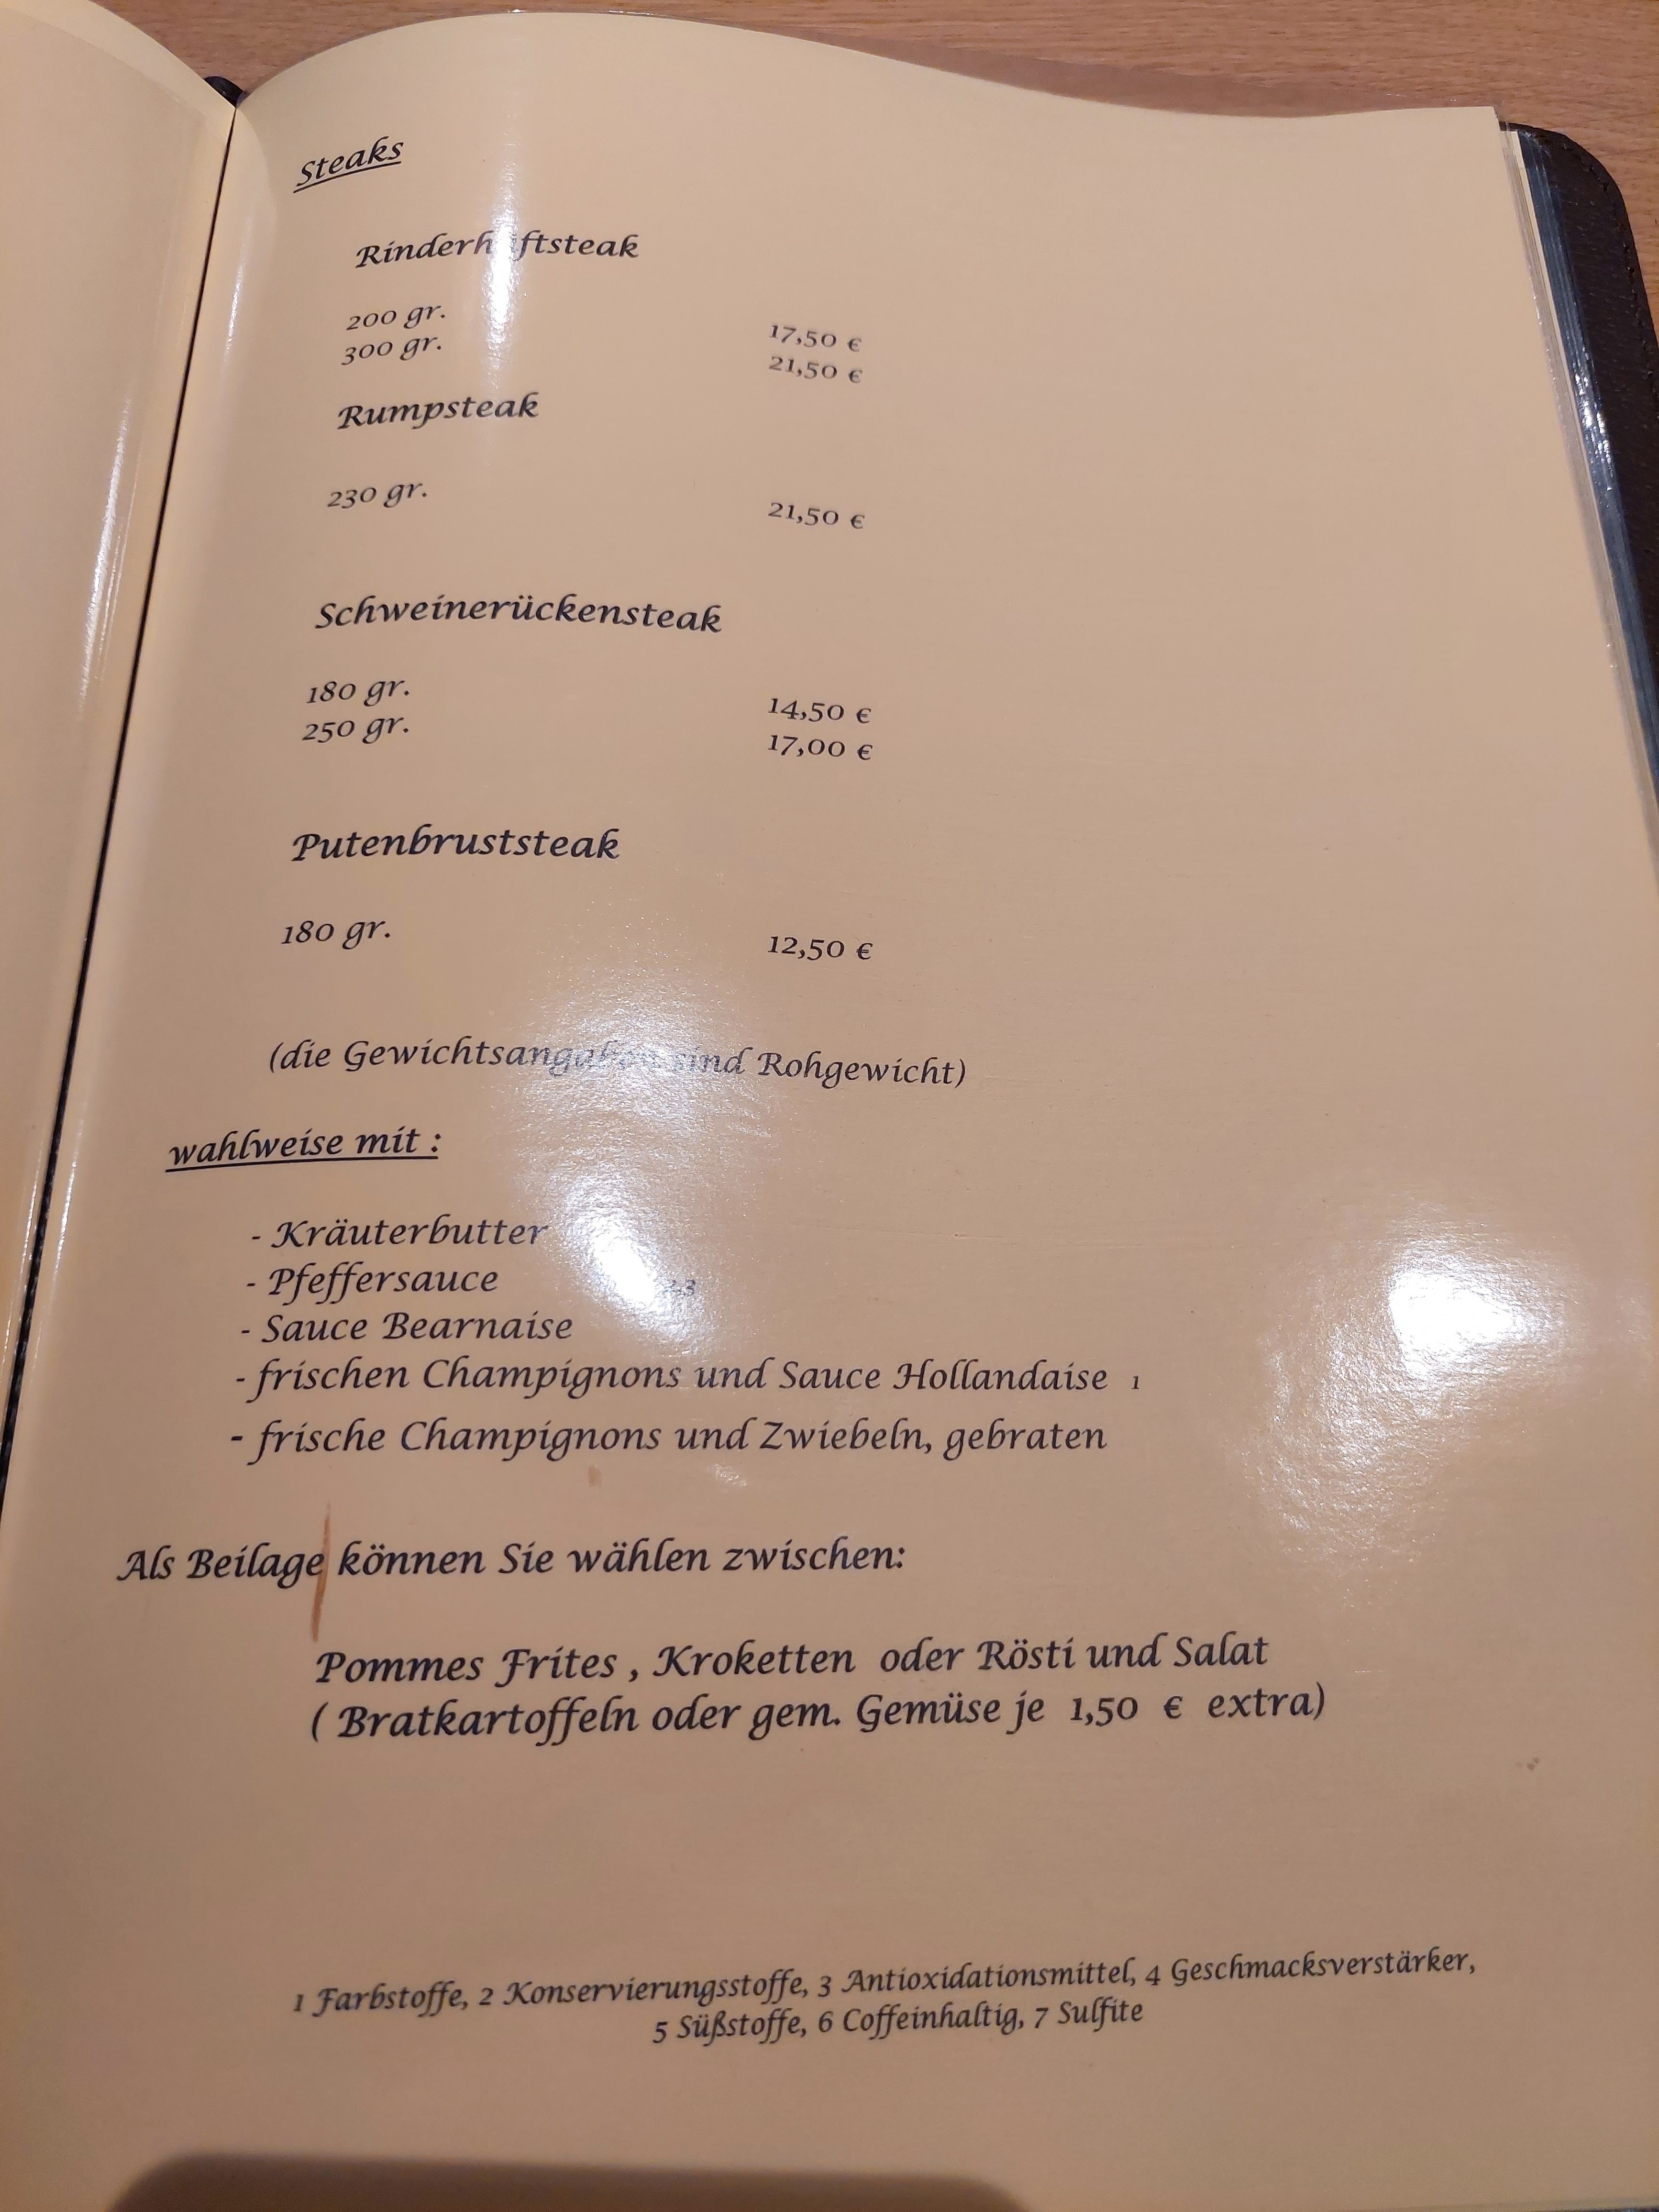 Steaks
Rinderhüftsteak
200 gr. 17,50 €
300 gr. 21,50 €
Rumpsteak
230 gr. 21,50 €
Schweinerückensteak
180 gr. 14,50 €
250 gr. 17,00 €
Putenbruststeak
180 gr. 12,50 €
(die Gewichtsangaben sind Rohgewicht)
wahlweise mit :
- Kräuterbutter
- Pfeffersauce
- Sauce Bearnaise
- frischen Champignons und Sauce Hollandaise 1
- frische Champignons und Zwiebeln, gebraten
Als Beilage können Sie wählen zwischen:
Pommes Frites , Kroketten oder Rösti und Salat
( Bratkartoffeln oder gem. Gemüse je 1,50 € extra)
1 Farbstoffe, 2 Konservierungsstoffe, 3 Antioxidationsmittel, 4 Geschmacksverstärker,
5 Süßstoffe, 6 Coffeinhaltig, 7 Sulfite